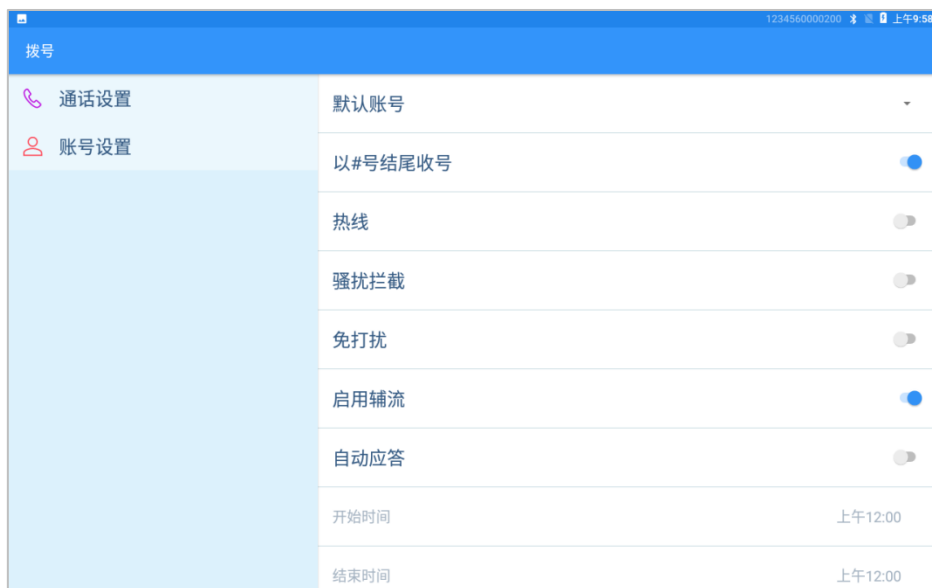 1234560000200 上午9:58
拨号
通话设置
账号设置
默认账号
以#号结尾收号
热线
骚扰拦截
免打扰
启用辅流
自动应答
开始时间 上午12:00
结束时间 上午12:00